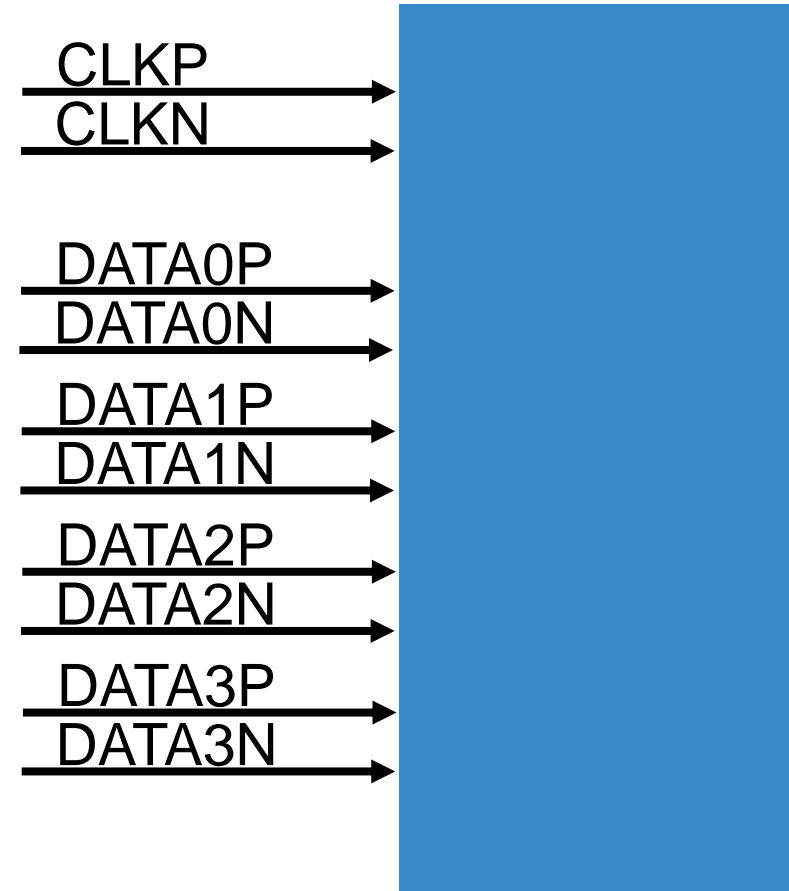 CLKP
CLKN
DATA0P
DATA0N
DATA1P
DATA1N
DATA2P
DATA2N
DATA3P
DATA3N